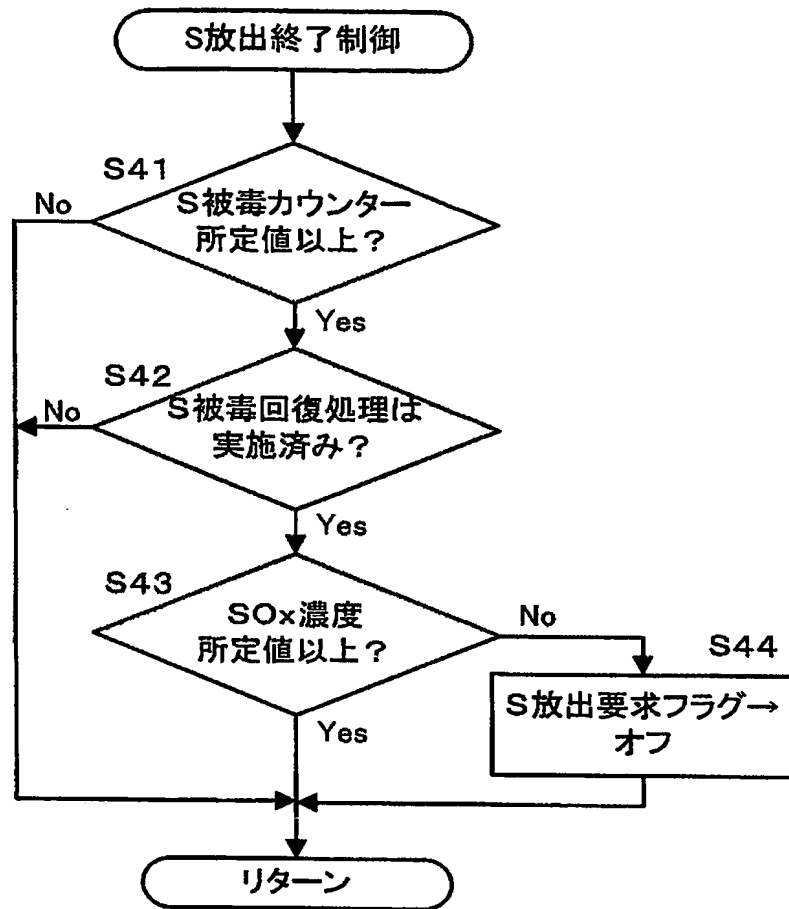 S放出終了制御
S41
No
S被毒カウンター
所定値以上?
Yes
S42
No
S被毒回復処理は
実施済み?
Yes
S43
SOx濃度
所定値以上?
No
S44
S放出要求フラグ→
オフ
Yes
リターン